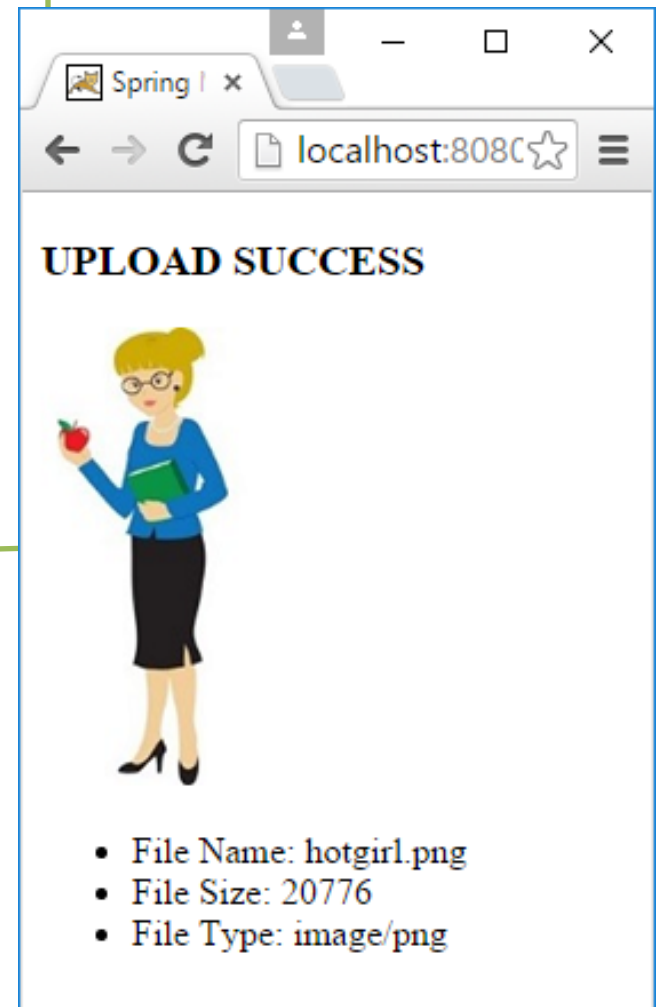 Spring
localhost:8080
UPLOAD SUCCESS
File Name: hotgirl.png
File Size: 20776
File Type: image/png